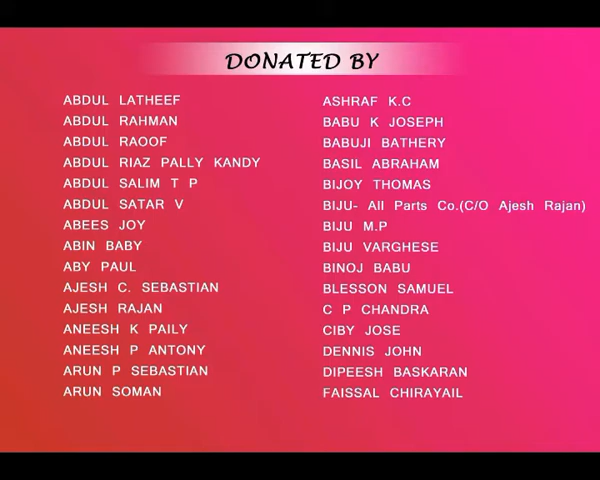 DONATED BY
ABDUL LATHEEF
ABDUL RAHMAN
ABDUL RAOOF
ABDUL RIAZ PALLY KANDY
ABDUL SALIM T P
ABDUL SATAR V
ABEES JOY
ABIN BABY
ABY PAUL
AJESH C. SEBASTIAN
AJESH RAJAN
ANEESH K PAILY
ANEESH P ANTONY
ARUN P SEBASTIAN
ARUN SOMAN
ASHRAF K.C
BABU K JOSEPH
BABUJI BATHERY
BASIL ABRAHAM
BIJOY THOMAS
BIJU- All Parts Co.(C/O Ajesh Rajan)
BIJU M.P
BIJU VARGHESE
BINOJ BABU
BLESSON SAMUEL
C P CHANDRA
CIBY JOSE
DENNIS JOHN
DIPEESH BASKARAN
FAISSAL CHIRAYAIL